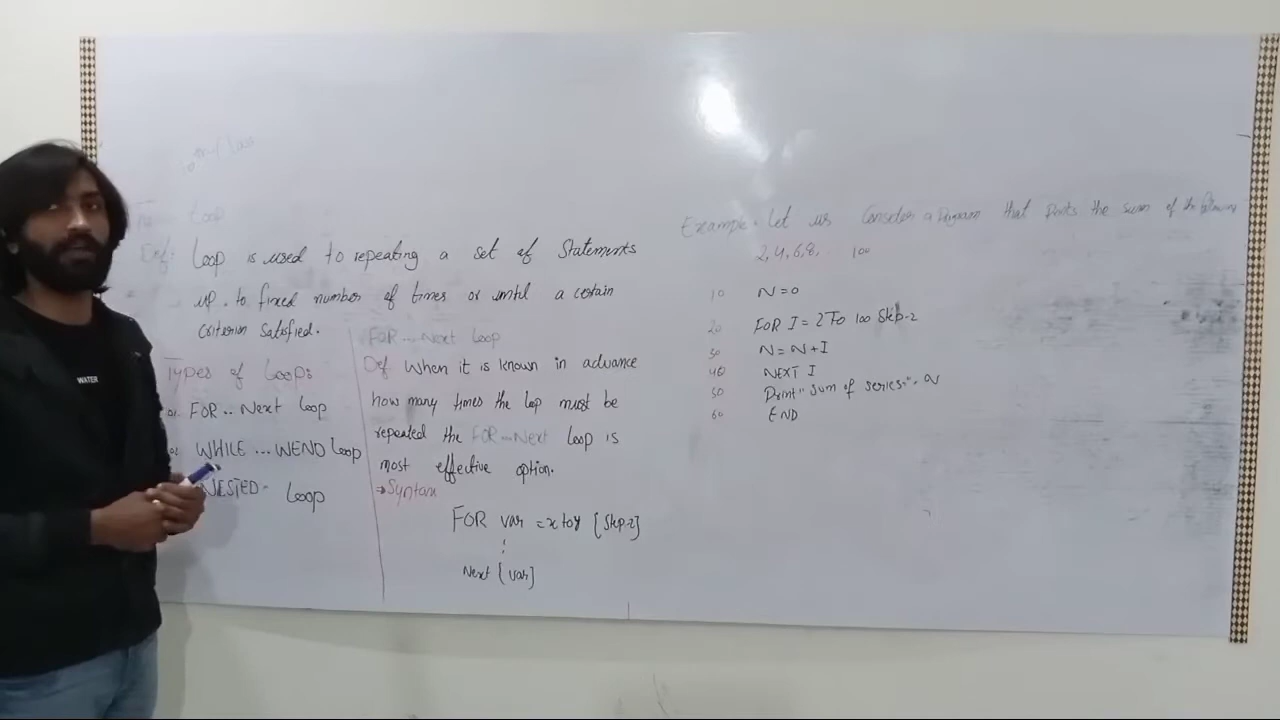 Loop
Def: Loop is used to repeating a set of Statements
up to fixed number of times or until a certain
criterion satisfied.
Types of Loop:
01. FOR .. Next loop
02 WHILE ... WEND loop
NESTED - Loop
FOR ... Next loop
Def When it is known in advance
how many times the loop must be
repeated the FOR...Next loop is
most effective option.
⇒ Syntax
FOR var = x to y [Step z]
Next [var]
WATER
Example: Let us Consider a Program that Prints the sum of the following
2, 4, 6, 8, .. 100
10 N=0
20 FOR I = 2 To 100 Step-2
30 N=N+I
40 NEXT I
50 Print "Sum of series=", N
60 END